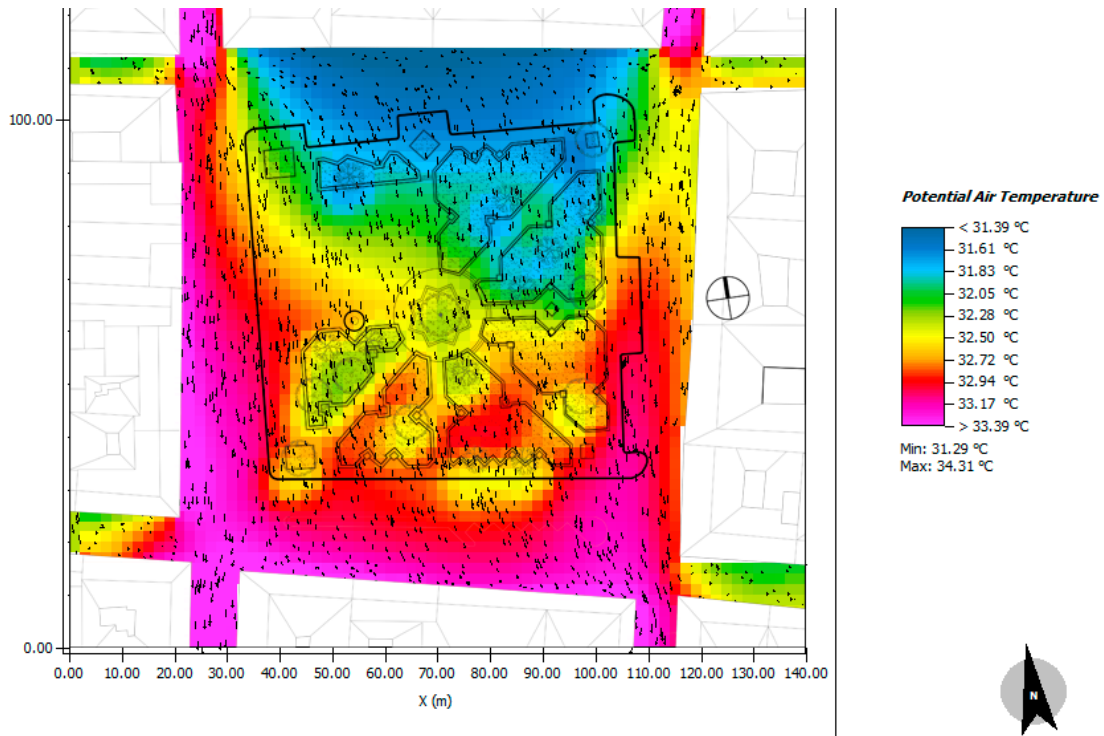 100.00
0.00
0.00 10.00 20.00 30.00 40.00 50.00 60.00 70.00 80.00 90.00 100.00 110.00 120.00 130.00 140.00
X (m)
Potential Air Temperature
< 31.39 °C
31.61 °C
31.83 °C
32.05 °C
32.28 °C
32.50 °C
32.72 °C
32.94 °C
33.17 °C
> 33.39 °C
Min: 31.29 °C
Max: 34.31 °C
N